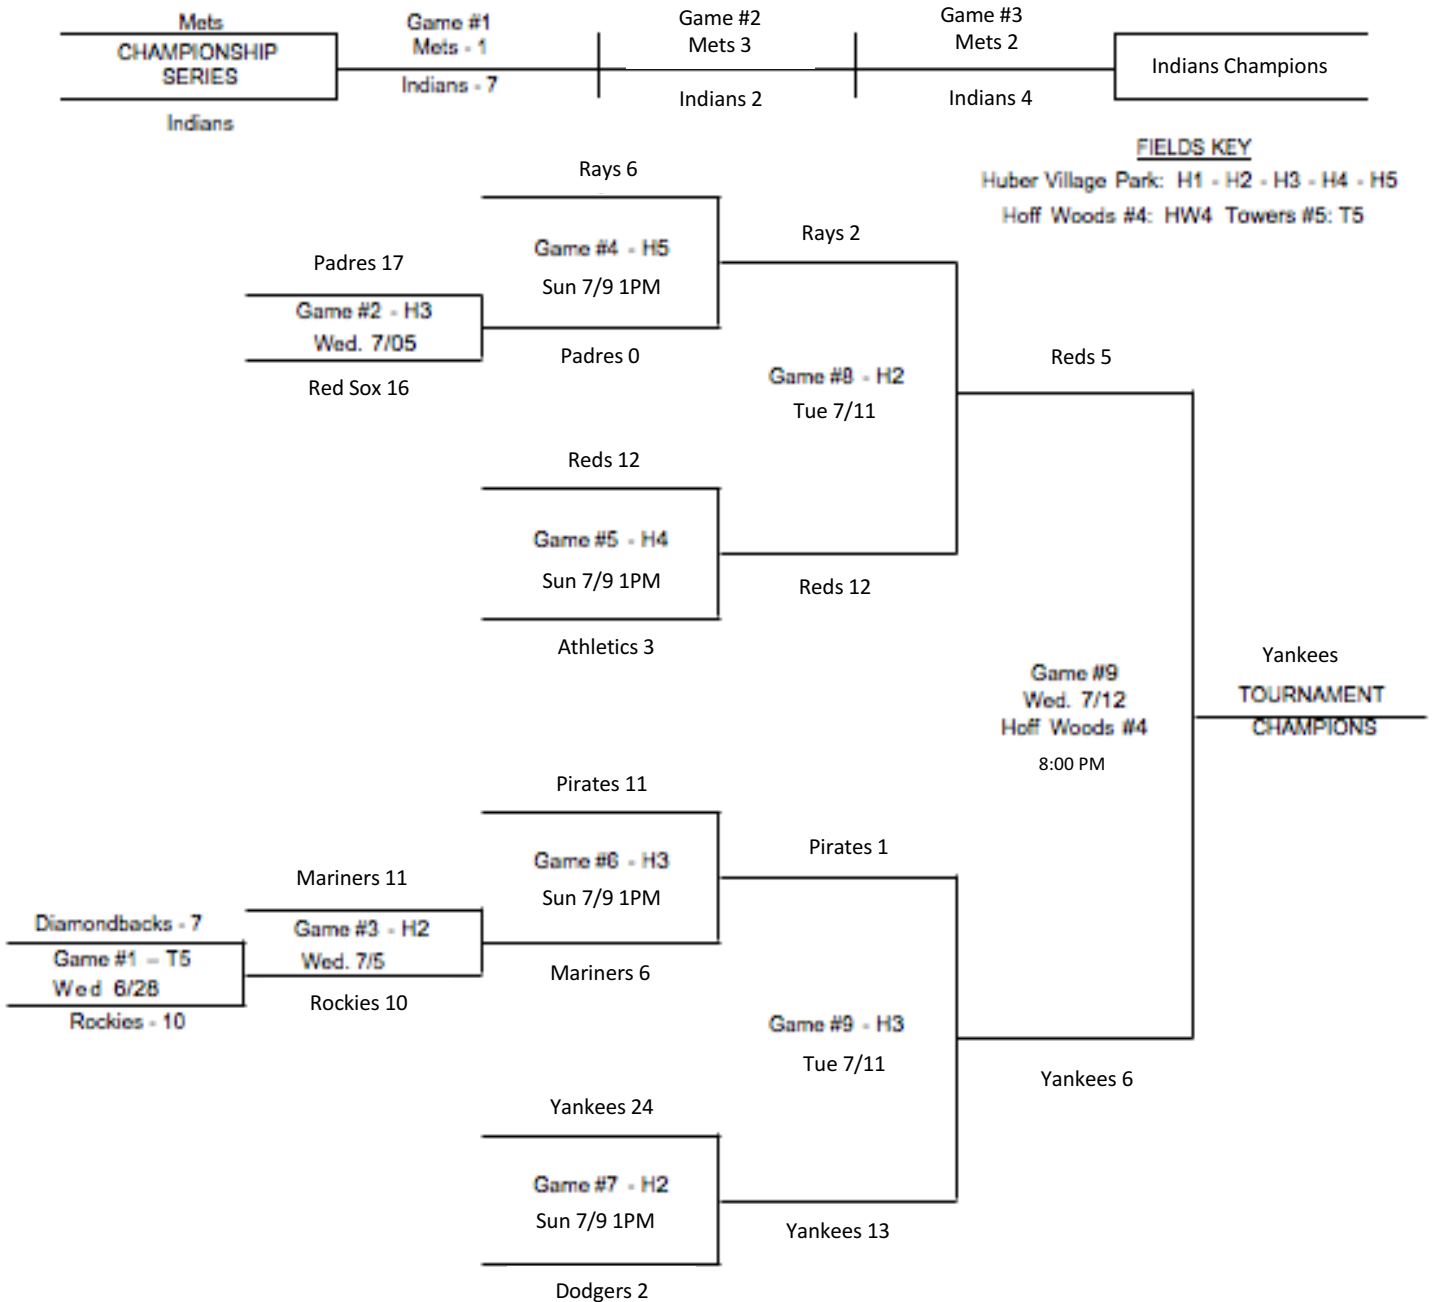 Mets
CHAMPIONSHIP
SERIES
Indians
Game #1
Mets - 1
Indians - 7
Game #2
Mets 3
Indians 2
Game #3
Mets 2
Indians 4
Indians Champions
FIELDS KEY
Huber Village Park: H1 - H2 - H3 - H4 - H5
Hoff Woods #4: HW4 Towers #5: T5
Rays 6
Game #4 - H5
Sun 7/9 1PM
Padres 17
Game #2 - H3
Wed. 7/05
Red Sox 16
Padres 0
Rays 2
Game #8 - H2
Tue 7/11
Reds 5
Reds 12
Game #5 - H4
Sun 7/9 1PM
Athletics 3
Reds 12
Game #9
Wed. 7/12
Hoff Woods #4
8:00 PM
Yankees
TOURNAMENT
CHAMPIONS
Pirates 11
Game #6 - H3
Sun 7/9 1PM
Mariners 6
Pirates 1
Mariners 11
Game #3 - H2
Wed. 7/5
Rockies 10
Diamondbacks - 7
Game #1 – T5
Wed 6/28
Rockies - 10
Game #9 - H3
Tue 7/11
Yankees 6
Yankees 24
Game #7 - H2
Sun 7/9 1PM
Dodgers 2
Yankees 13